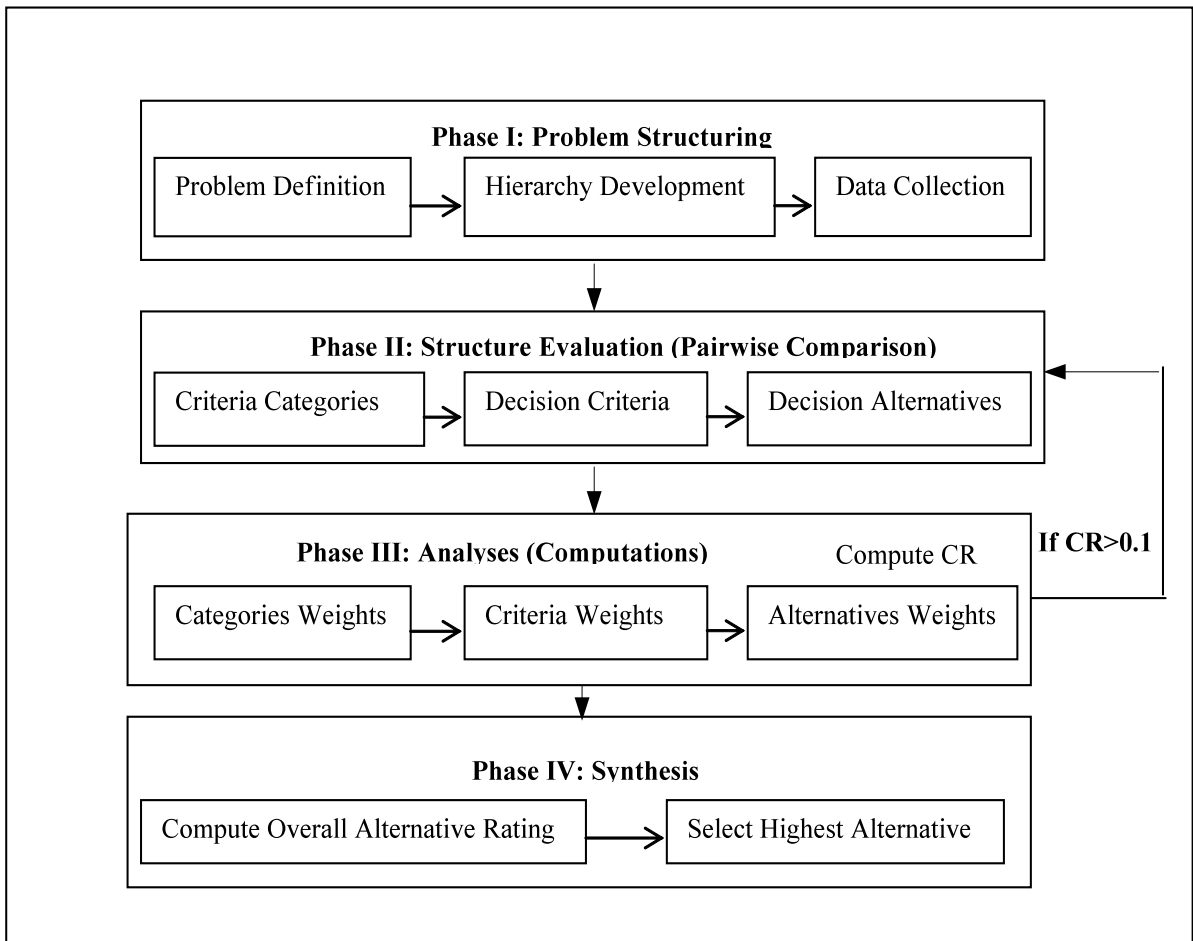 Phase I: Problem Structuring
Problem Definition
Hierarchy Development
Data Collection
Phase II: Structure Evaluation (Pairwise Comparison)
Criteria Categories
Decision Criteria
Decision Alternatives
Phase III: Analyses (Computations)
Compute CR
If CR>0.1
Categories Weights
Criteria Weights
Alternatives Weights
Phase IV: Synthesis
Compute Overall Alternative Rating
Select Highest Alternative